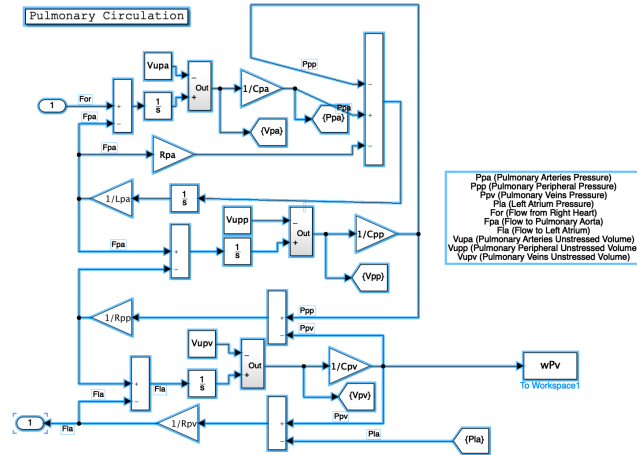 Pulmonary Circulation
Ppp
Vupa
Out
1/Cpa
For
1
s
1
Fpa
{Vpa}
{Ppa}
Ppa
Fpa
Rpa
1/Lpa
1
s
Ppa (Pulmonary Arteries Pressure)
Ppp (Pulmonary Peripheral Pressure)
Ppv (Pulmonary Veins Pressure)
Pla (Left Atrium Pressure)
For (Flow from Right Heart)
Fpa (Flow to Pulmonary Aorta)
Fla (Flow to Left Atrium)
Vupa (Pulmonary Arteries Unstressed Volume)
Vupp (Pulmonary Peripheral Unstressed Volume)
Vupv (Pulmonary Veins Unstressed Volume)
Vupp
Out
1/Cpp
Fpa
1
s
{Vpp}
1/Rpp
Ppp
Ppv
Vupv
Out
1/Cpv
wPv
To Workspace1
Fla
1
s
Fla
Fla
{Vpv}
Ppv
1
Fla
1/Rpv
Pla
{Pla}